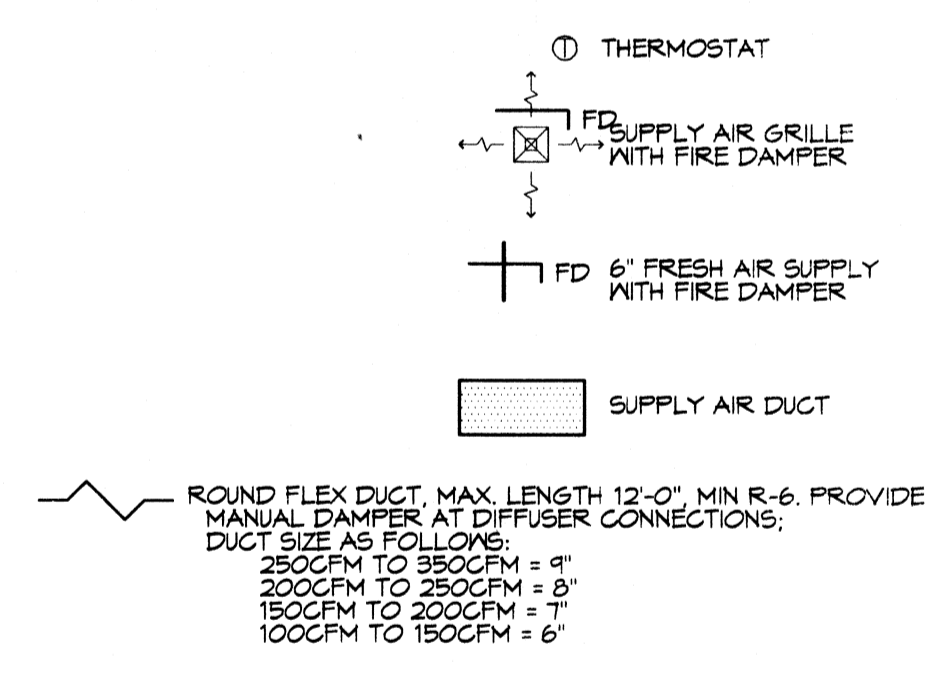 Ⓣ THERMOSTAT
FD
SUPPLY AIR GRILLE
WITH FIRE DAMPER
FD 6" FRESH AIR SUPPLY
WITH FIRE DAMPER
SUPPLY AIR DUCT
ROUND FLEX DUCT, MAX. LENGTH 12'-0", MIN R-6. PROVIDE
MANUAL DAMPER AT DIFFUSER CONNECTIONS;
DUCT SIZE AS FOLLOWS:
250CFM TO 350CFM = 9"
200CFM TO 250CFM = 8"
150CFM TO 200CFM = 7"
100CFM TO 150CFM = 6"